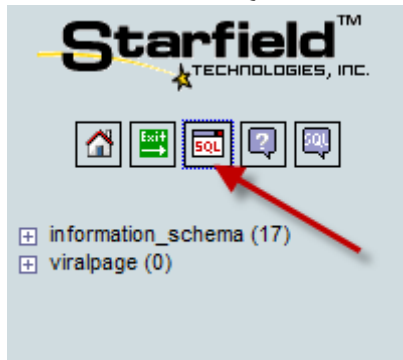 Starfield™
TECHNOLOGIES, INC.
Exit SQL ? SQL
information_schema (17)
viralpage (0)